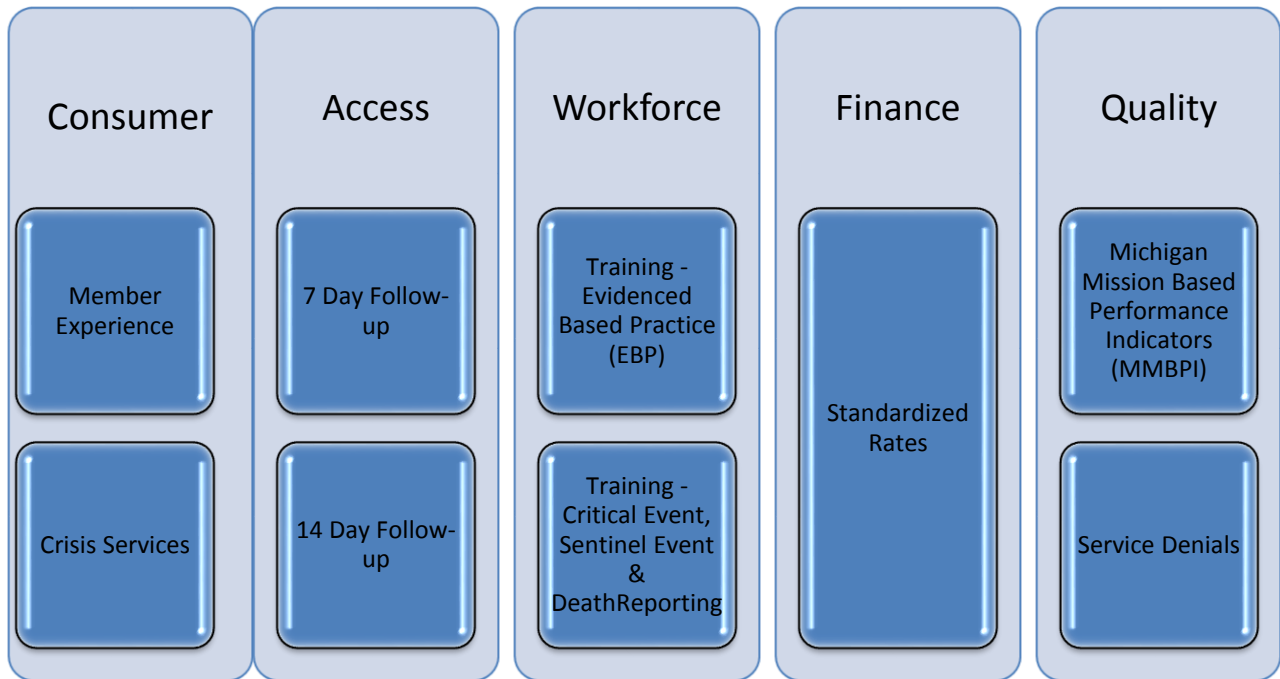 Consumer
Member
Experience
Crisis Services
Access
7 Day Follow-
up
14 Day Follow-
up
Workforce
Training -
Evidenced
Based Practice
(EBP)
Training -
Critical Event,
Sentinel Event
&
DeathReporting
Finance
Standardized
Rates
Quality
Michigan
Mission Based
Performance
Indicators
(MMBPI)
Service Denials